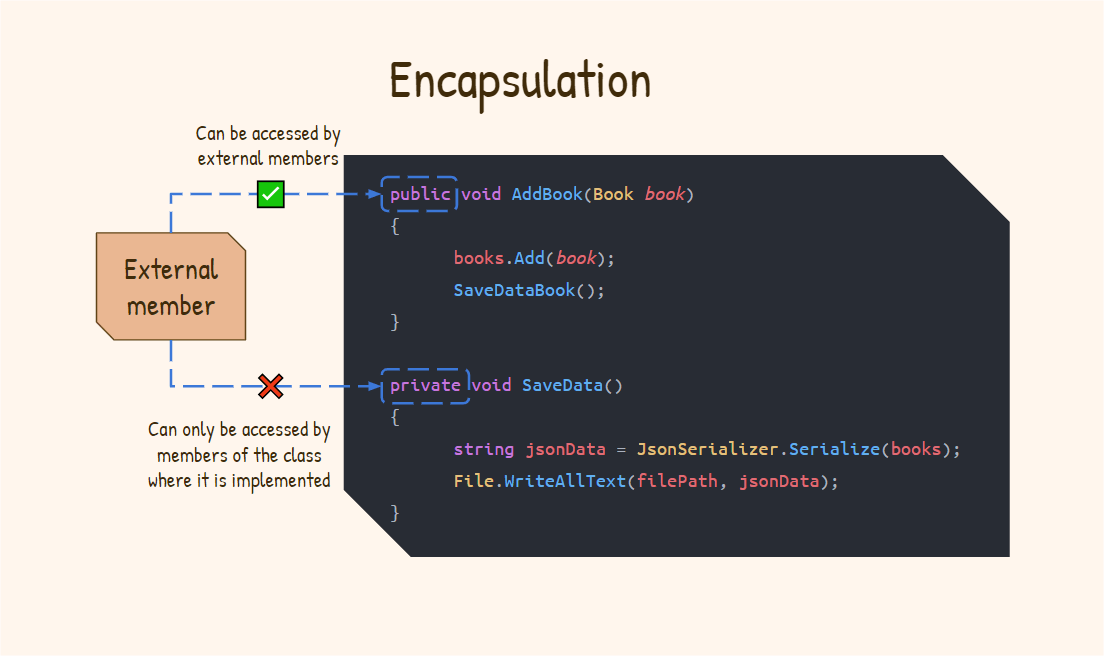 Encapsulation
Can be accessed by
external members
public void AddBook(Book book)
{
books.Add(book);
SaveDataBook();
}
External
member
private void SaveData()
{
string jsonData = JsonSerializer.Serialize(books);
File.WriteAllText(filePath, jsonData);
}
Can only be accessed by
members of the class
where it is implemented